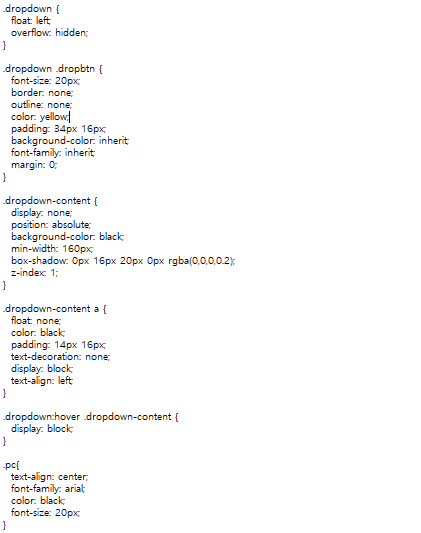 .dropdown {
float: left;
overflow: hidden;
}
.dropdown .dropbtn {
font-size: 20px;
border: none;
outline: none;
color: yellow;
padding: 34px 16px;
background-color: inherit;
font-family: inherit;
margin: 0;
}
.dropdown-content {
display: none;
position: absolute;
background-color: black;
min-width: 160px;
box-shadow: 0px 16px 20px 0px rgba(0,0,0,0.2);
z-index: 1;
}
.dropdown-content a {
float: none;
color: black;
padding: 14px 16px;
text-decoration: none;
display: block;
text-align: left;
}
.dropdown:hover .dropdown-content {
display: block;
}
.pc{
text-align: center;
font-family: arial;
color: black;
font-size: 20px;
}